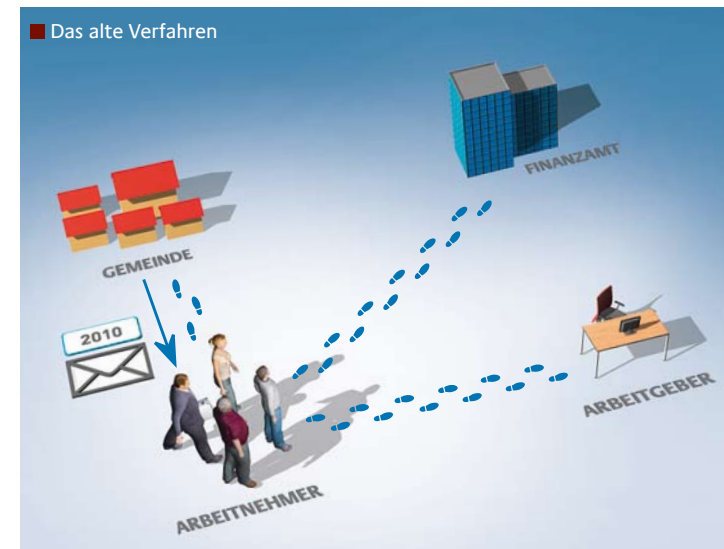 Das alte Verfahren
FINANZAMT
GEMEINDE
2010
ARBEITGEBER
ARBEITNEHMER